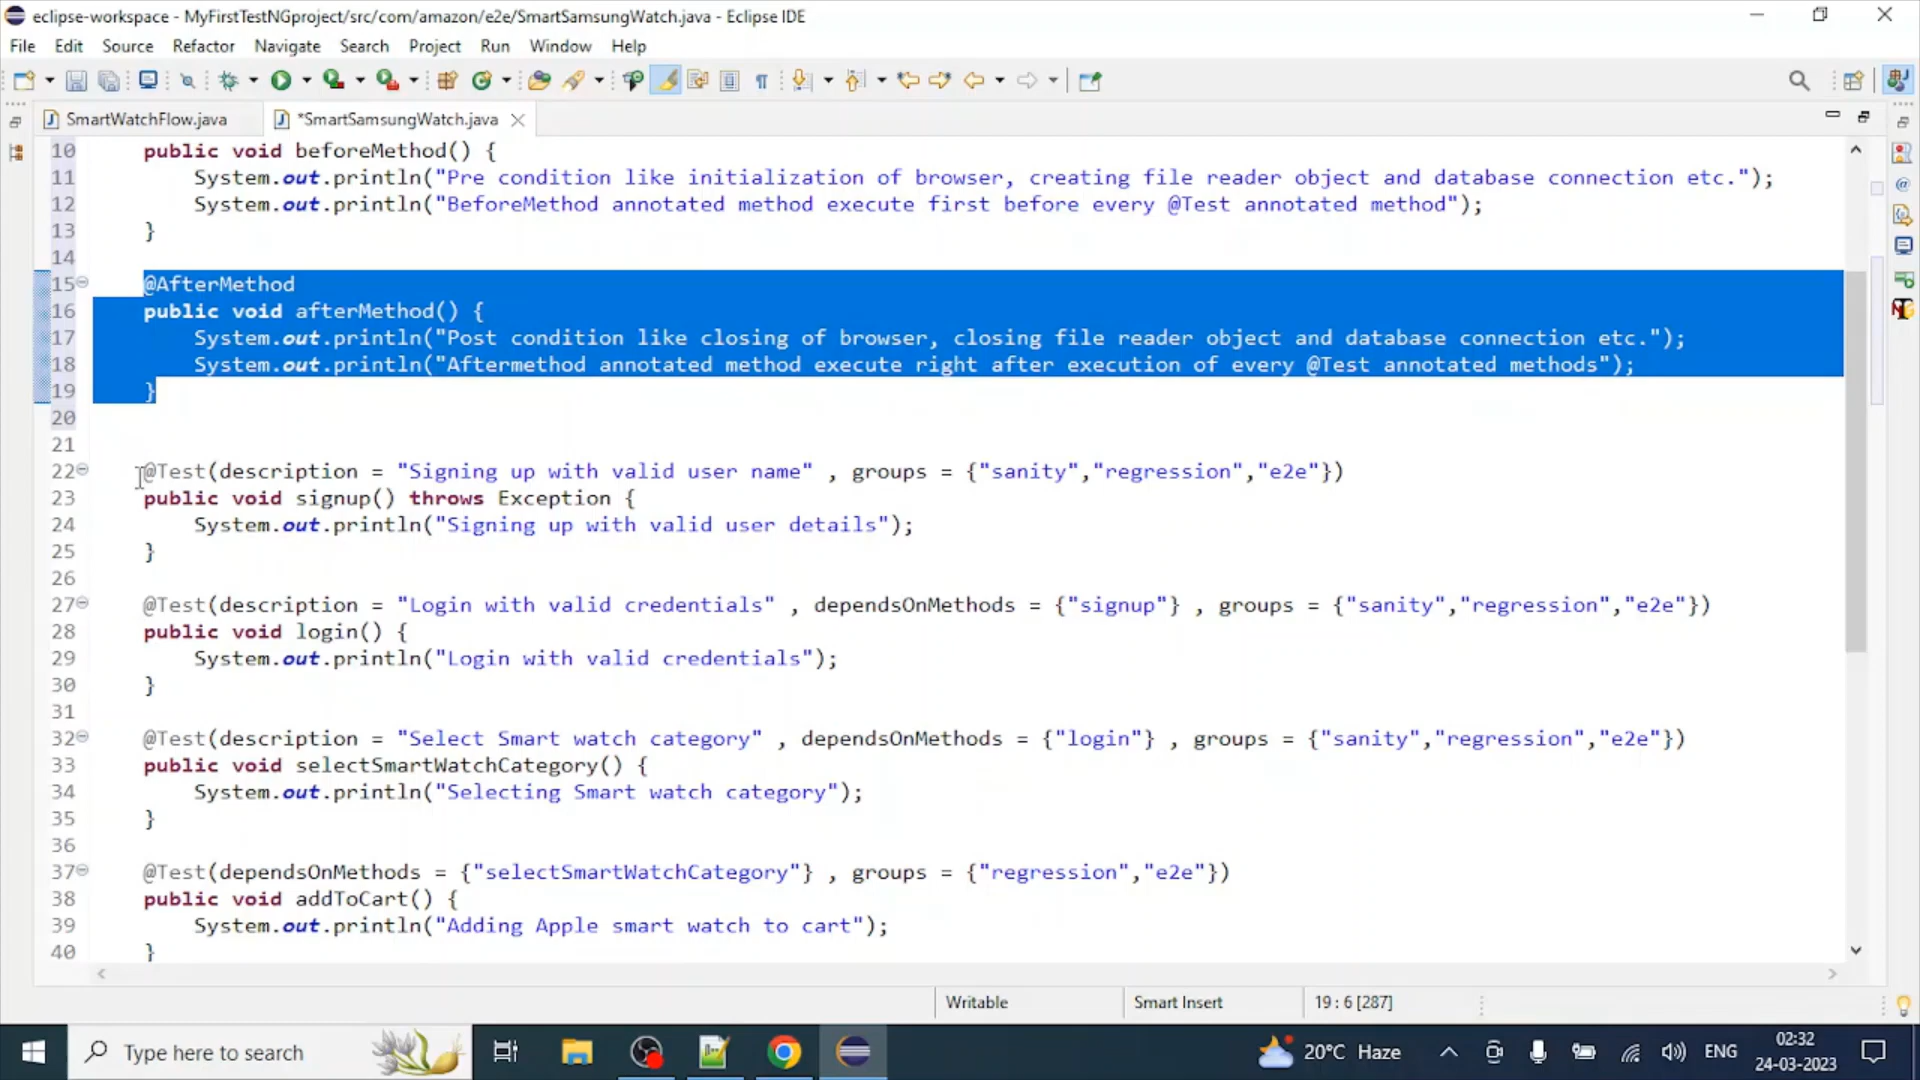 eclipse-workspace - MyFirstTestNGproject/src/com/amazon/e2e/SmartSamsungWatch.java - Eclipse IDE
File Edit Source Refactor Navigate Search Project Run Window Help
SmartWatchFlow.java *SmartSamsungWatch.java
10 public void beforeMethod() {
11 System.out.println("Pre condition like initialization of browser, creating file reader object and database connection etc.");
12 System.out.println("BeforeMethod annotated method execute first before every @Test annotated method");
13 }
14
15 @AfterMethod
16 public void afterMethod() {
17 System.out.println("Post condition like closing of browser, closing file reader object and database connection etc.");
18 System.out.println("Aftermethod annotated method execute right after execution of every @Test annotated methods");
19 }
20
21
22 @Test(description = "Signing up with valid user name" , groups = {"sanity","regression","e2e"})
23 public void signup() throws Exception {
24 System.out.println("Signing up with valid user details");
25 }
26
27 @Test(description = "Login with valid credentials" , dependsOnMethods = {"signup"} , groups = {"sanity","regression","e2e"})
28 public void login() {
29 System.out.println("Login with valid credentials");
30 }
31
32 @Test(description = "Select Smart watch category" , dependsOnMethods = {"login"} , groups = {"sanity","regression","e2e"})
33 public void selectSmartWatchCategory() {
34 System.out.println("Selecting Smart watch category");
35 }
36
37 @Test(dependsOnMethods = {"selectSmartWatchCategory"} , groups = {"regression","e2e"})
38 public void addToCart() {
39 System.out.println("Adding Apple smart watch to cart");
40 }
Writable Smart Insert 19 : 6 [287]
Type here to search 20°C Haze ENG 02:32
24-03-2023